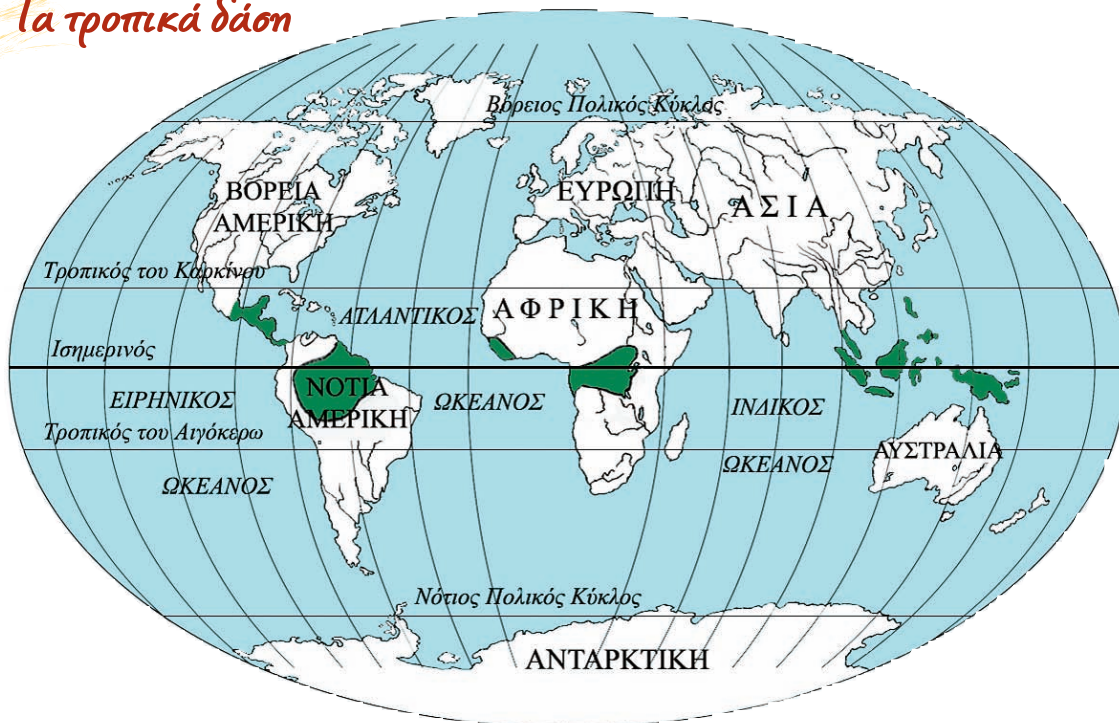 Τα τροπικά δάση
Βόρειος Πολικός Κύκλος
ΒΟΡΕΙΑ
ΑΜΕΡΙΚΗ
ΕΥΡΩΠΗ
ΑΣΙΑ
Τροπικός του Καρκίνου
ΑΤΛΑΝΤΙΚΟΣ
ΑΦΡΙΚΗ
Ισημερινός
ΝΟΤΙΑ
ΑΜΕΡΙΚΗ
ΕΙΡΗΝΙΚΟΣ
ΩΚΕΑΝΟΣ
ΙΝΔΙΚΟΣ
Τροπικός του Αιγόκερω
ΩΚΕΑΝΟΣ
ΑΥΣΤΡΑΛΙΑ
ΩΚΕΑΝΟΣ
Νότιος Πολικός Κύκλος
ΑΝΤΑΡΚΤΙΚΗ